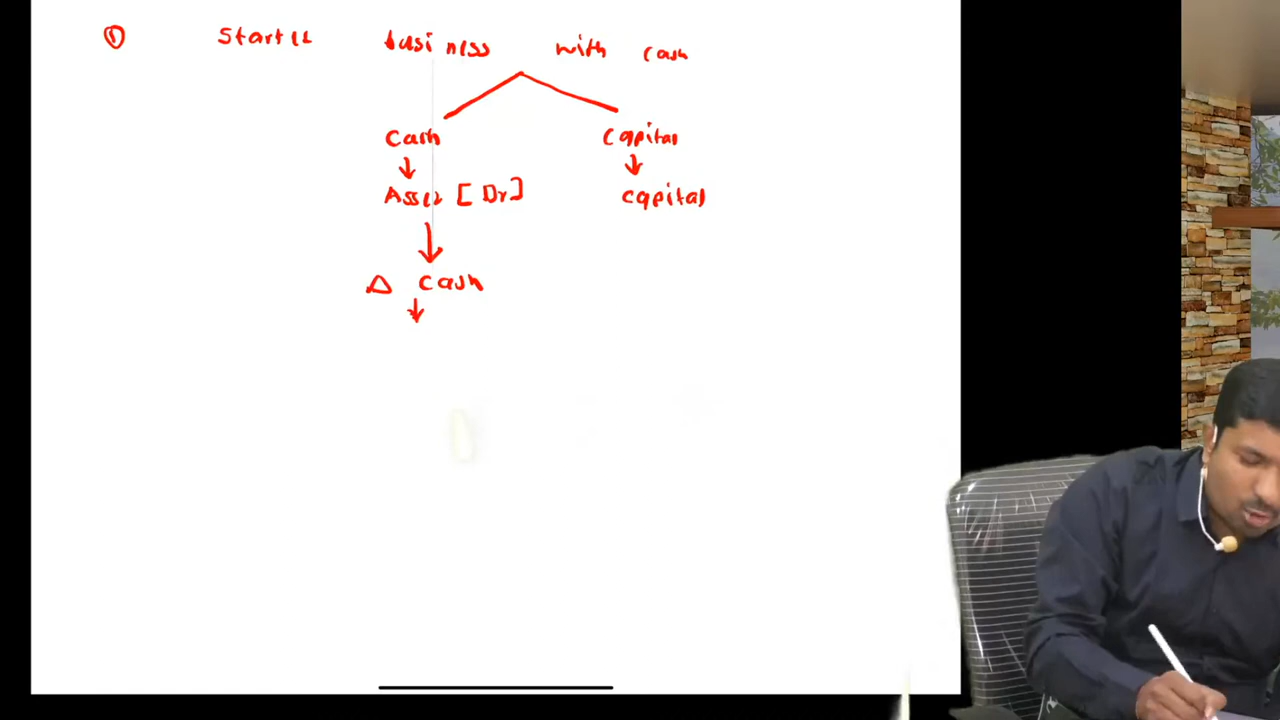 ① Started business with cash
Cash Capital
Asset [Dr] Capital
Δ Cash